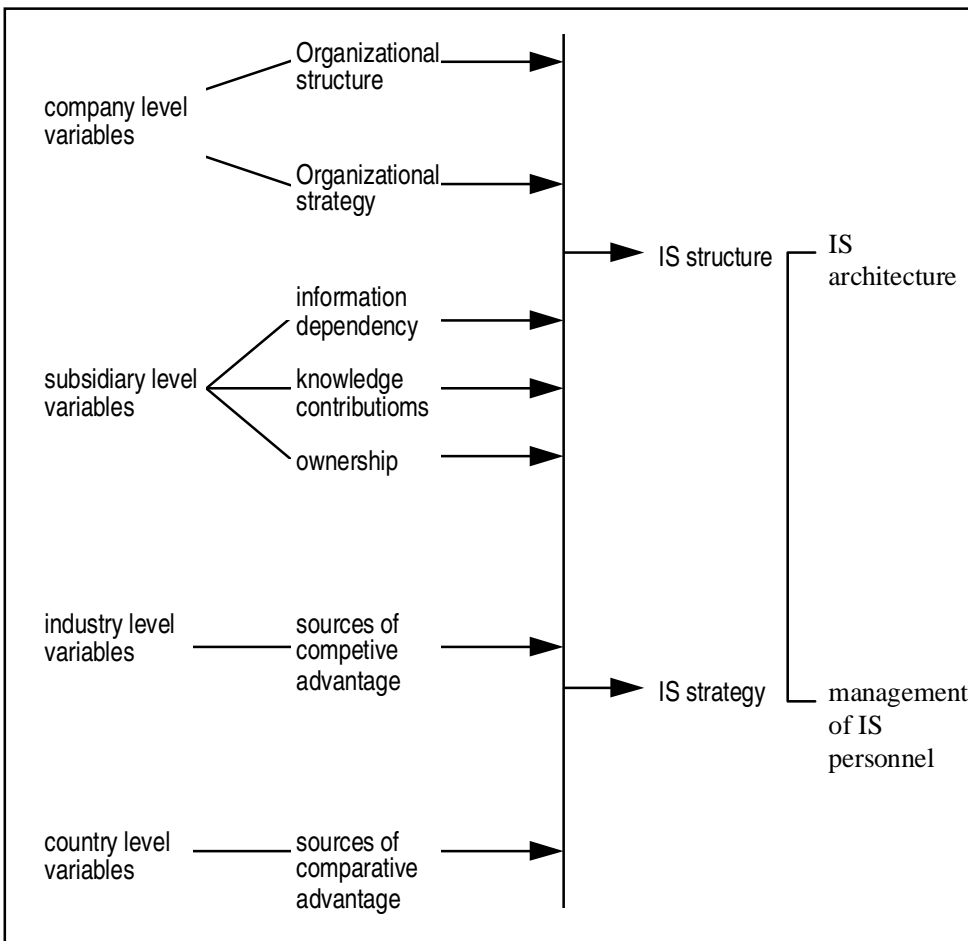 company level
variables
Organizational
structure
Organizational
strategy
subsidiary level
variables
information
dependency
knowledge
contributioms
ownership
industry level
variables
sources of
competive
advantage
country level
variables
sources of
comparative
advantage
IS structure
IS strategy
IS
architecture
management
of IS
personnel